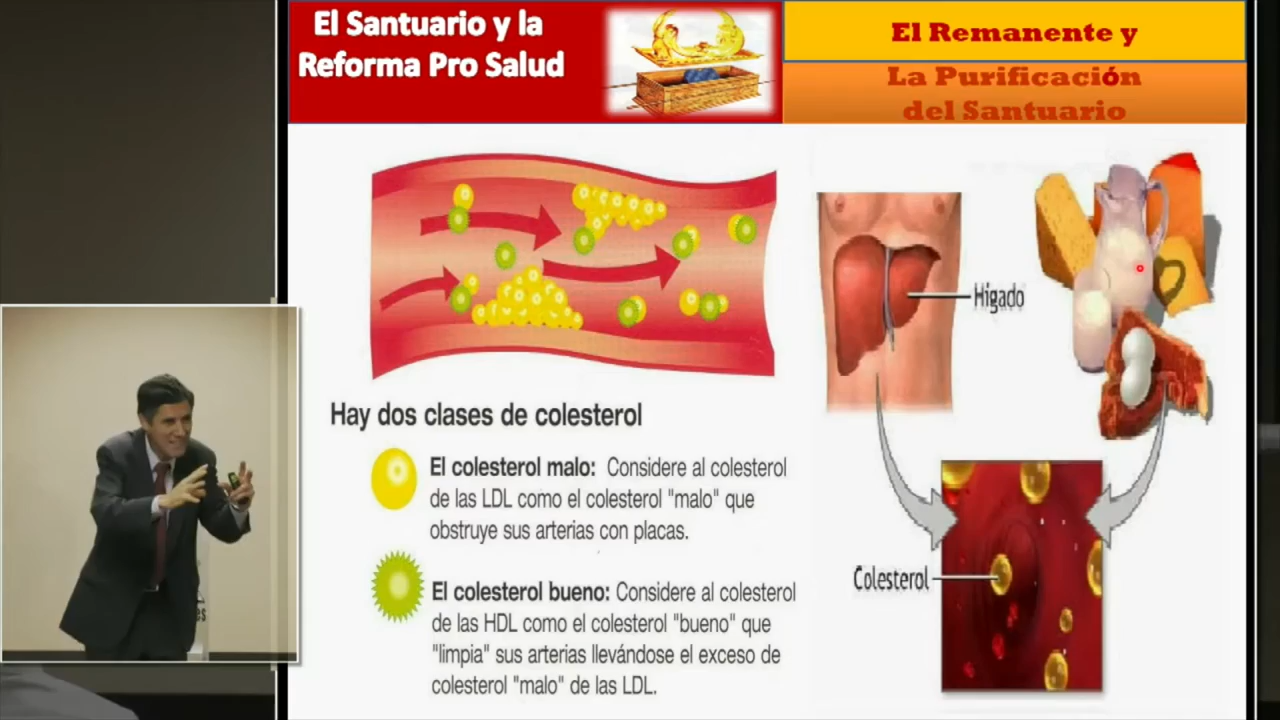 El Santuario y la
Reforma Pro Salud
El Remanente y
La Purificación
del Santuario
Hígado
Hay dos clases de colesterol
El colesterol malo: Considere al colesterol
de las LDL como el colesterol "malo" que
obstruye sus arterias con placas.
El colesterol bueno: Considere al colesterol
de las HDL como el colesterol "bueno" que
"limpia" sus arterias llevándose el exceso de
colesterol "malo" de las LDL.
Colesterol